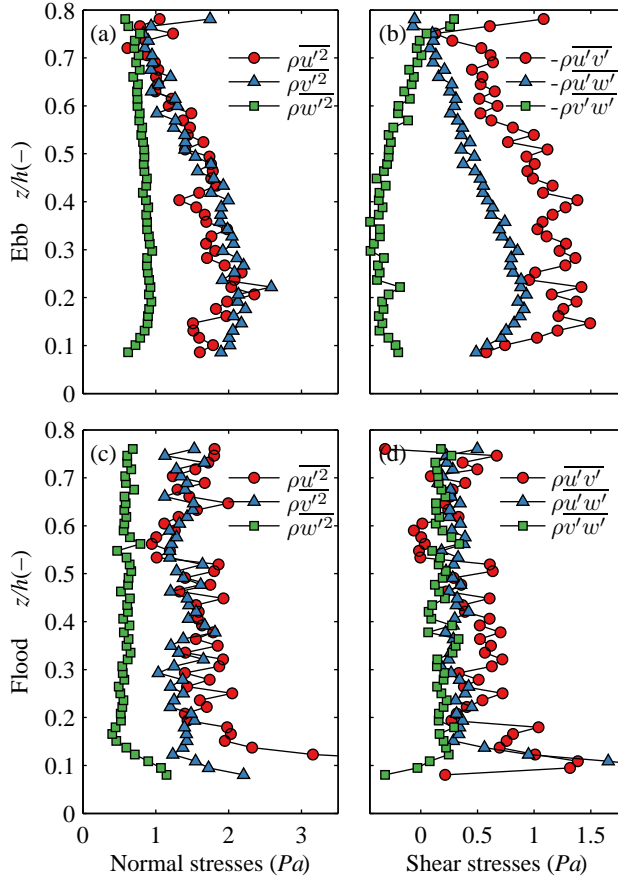 (a)
ρu′²
ρv′²
ρw′²
0.8
0.7
0.6
0.5
0.4
0.3
0.2
0.1
0
Ebb z/h(−)
(b)
-ρu′v′
-ρu′w′
-ρv′w′
(c)
ρu′²
ρv′²
ρw′²
0.8
0.7
0.6
0.5
0.4
0.3
0.2
0.1
0
Flood z/h(−)
0 1 2 3
Normal stresses (Pa)
(d)
ρu′v′
ρu′w′
ρv′w′
0 0.5 1 1.5
Shear stresses (Pa)